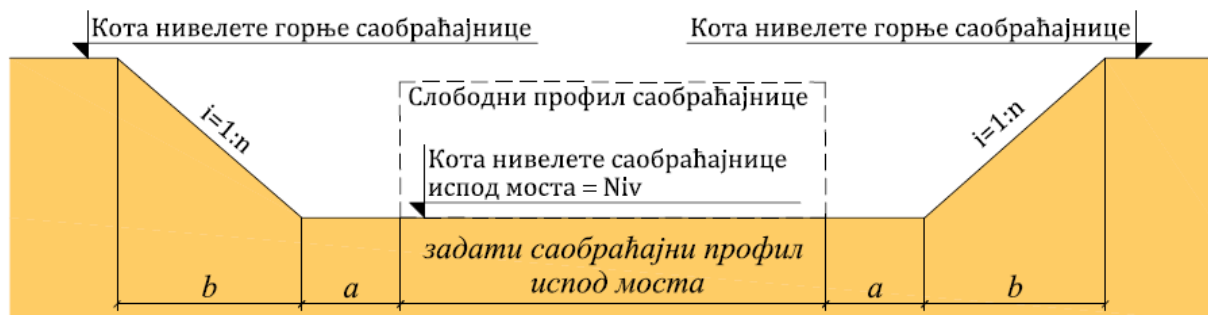 Кота нивелете горње саобраћајнице
Кота нивелете горње саобраћајнице
Слободни профил саобраћајнице
i=1:n
i=1:n
Кота нивелете саобраћајнице
испод моста = Niv
задати саобраћајни профил
испод моста
b
a
a
b